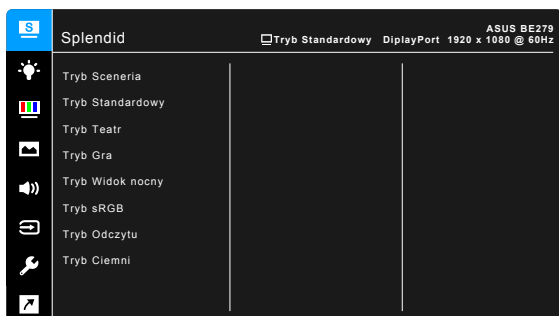 S
ASUS BE279
Splendid
Tryb Standardowy DiplayPort 1920 x 1080 @ 60Hz
Tryb Sceneria
Tryb Standardowy
Tryb Teatr
Tryb Gra
Tryb Widok nocny
Tryb sRGB
Tryb Odczytu
Tryb Ciemni